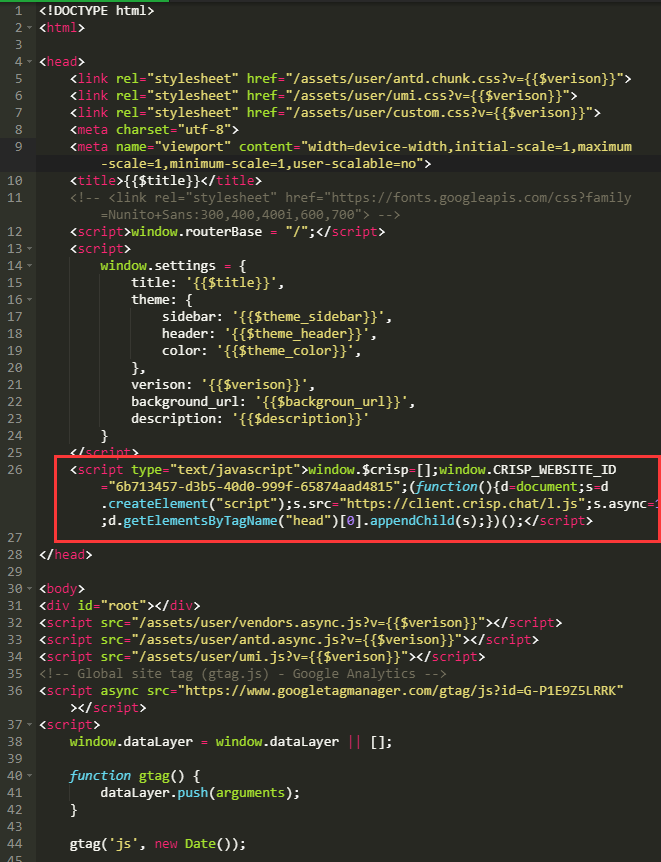 1 <!DOCTYPE html>
2 <html>
3
4 <head>
5 <link rel="stylesheet" href="/assets/user/antd.chunk.css?v={{$verison}}">
6 <link rel="stylesheet" href="/assets/user/umi.css?v={{$verison}}">
7 <link rel="stylesheet" href="/assets/user/custom.css?v={{$verison}}">
8 <meta charset="utf-8">
9 <meta name="viewport" content="width=device-width,initial-scale=1,maximum
-scale=1,minimum-scale=1,user-scalable=no">
10 <title>{{$title}}</title>
11 <!-- <link rel="stylesheet" href="https://fonts.googleapis.com/css?family
=Nunito+Sans:300,400,400i,600,700"> -->
12 <script>window.routerBase = "/";</script>
13 <script>
14 window.settings = {
15 title: '{{$title}}',
16 theme: {
17 sidebar: '{{$theme_sidebar}}',
18 header: '{{$theme_header}}',
19 color: '{{$theme_color}}',
20 },
21 verison: '{{$verison}}',
22 background_url: '{{$backgroun_url}}',
23 description: '{{$description}}'
24 }
25 </script>
26 <script type="text/javascript">window.$crisp=[];window.CRISP_WEBSITE_ID
="6b713457-d3b5-40d0-999f-65874aad4815";(function(){d=document;s=d
.createElement("script");s.src="https://client.crisp.chat/l.js";s.async=1
;d.getElementsByTagName("head")[0].appendChild(s);})();</script>
27
28 </head>
29
30 <body>
31 <div id="root"></div>
32 <script src="/assets/user/vendors.async.js?v={{$verison}}"></script>
33 <script src="/assets/user/antd.async.js?v={{$verison}}"></script>
34 <script src="/assets/user/umi.js?v={{$verison}}"></script>
35 <!-- Global site tag (gtag.js) - Google Analytics -->
36 <script async src="https://www.googletagmanager.com/gtag/js?id=G-P1E9Z5LRRK"
></script>
37 <script>
38 window.dataLayer = window.dataLayer || [];
39
40 function gtag() {
41 dataLayer.push(arguments);
42 }
43
44 gtag('js', new Date());
45